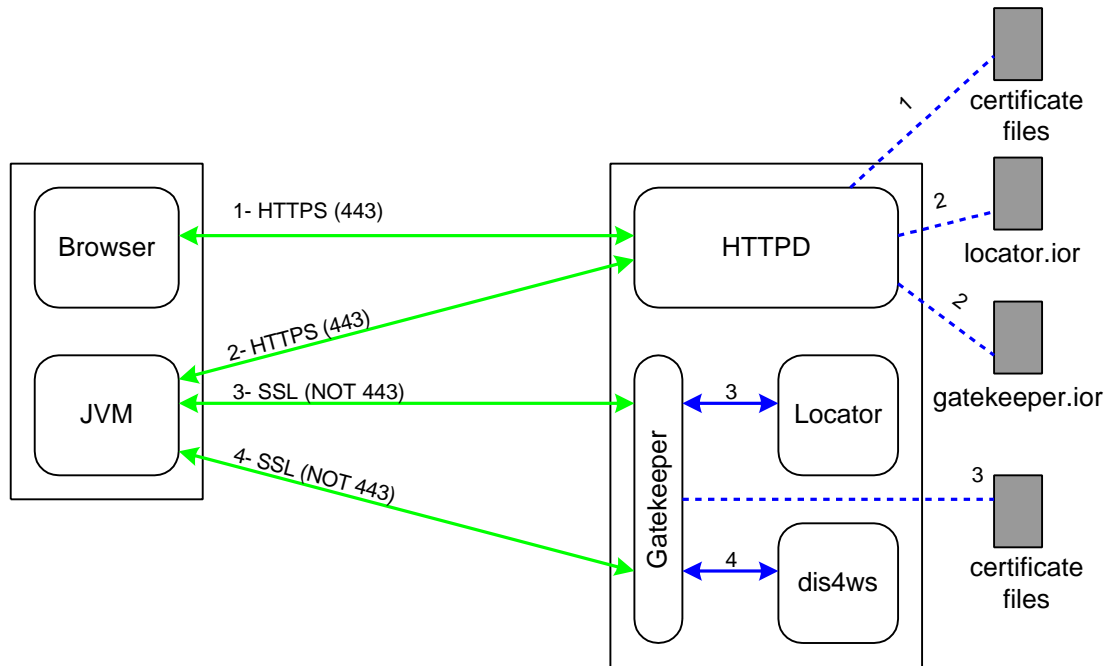 1
certificate
files
Browser
1- HTTPS (443)
HTTPD
2
locator.ior
2
gatekeeper.ior
2- HTTPS (443)
JVM
3- SSL (NOT 443)
Gatekeeper
3
Locator
4- SSL (NOT 443)
3
certificate
files
4
dis4ws